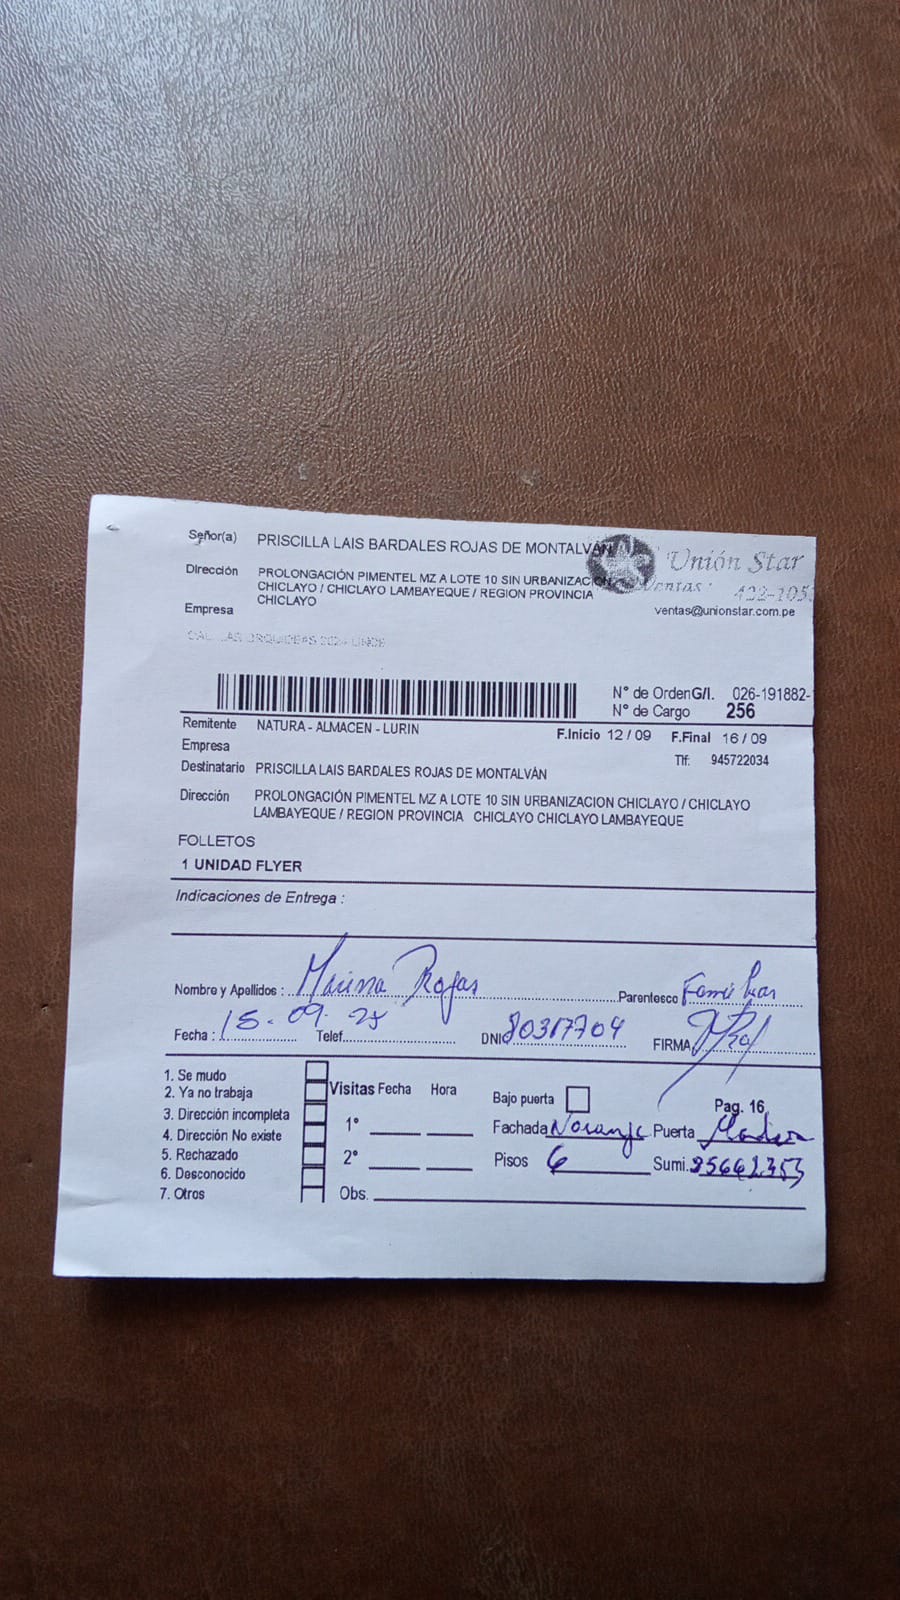 Señor(a) PRISCILLA LAIS BARDALES ROJAS DE MONTALVÁN
Unión Star
Dirección PROLONGACIÓN PIMENTEL MZ A LOTE 10 SIN URBANIZACION
CHICLAYO / CHICLAYO LAMBAYEQUE / REGION PROVINCIA
CHICLAYO
Ventas: 422-105
Empresa
ventas@unionstar.com.pe
N° de Orden G/I. 026-191882-
N° de Cargo 256
Remitente NATURA - ALMACEN - LURIN
F.Inicio 12 / 09 F.Final 16 / 09
Empresa
Tlf: 945722034
Destinatario PRISCILLA LAIS BARDALES ROJAS DE MONTALVÁN
Dirección PROLONGACIÓN PIMENTEL MZ A LOTE 10 SIN URBANIZACION CHICLAYO / CHICLAYO
LAMBAYEQUE / REGION PROVINCIA CHICLAYO CHICLAYO LAMBAYEQUE
FOLLETOS
1 UNIDAD FLYER
Indicaciones de Entrega :
Nombre y Apellidos : Rojas Parentesco Familiar
Fecha : 15-09-25 Telef. DNI 80317704 FIRMA
1. Se mudo
2. Ya no trabaja
3. Dirección incompleta
4. Dirección No existe
5. Rechazado
6. Desconocido
7. Otros
Visitas Fecha Hora
1°
2°
Obs.
Bajo puerta
Pag. 16
Fachada Naranja Puerta Madera
Pisos 6 Sumi.